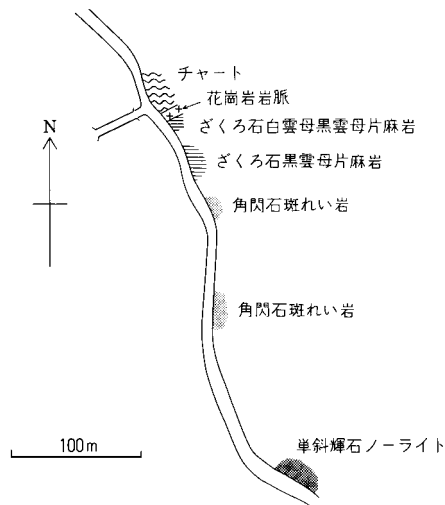 チャート
花崗岩岩脈
ざくろ石白雲母黒雲母片麻岩
N
ざくろ石黒雲母片麻岩
角閃石斑れい岩
角閃石斑れい岩
100m
単斜輝石ノーライト